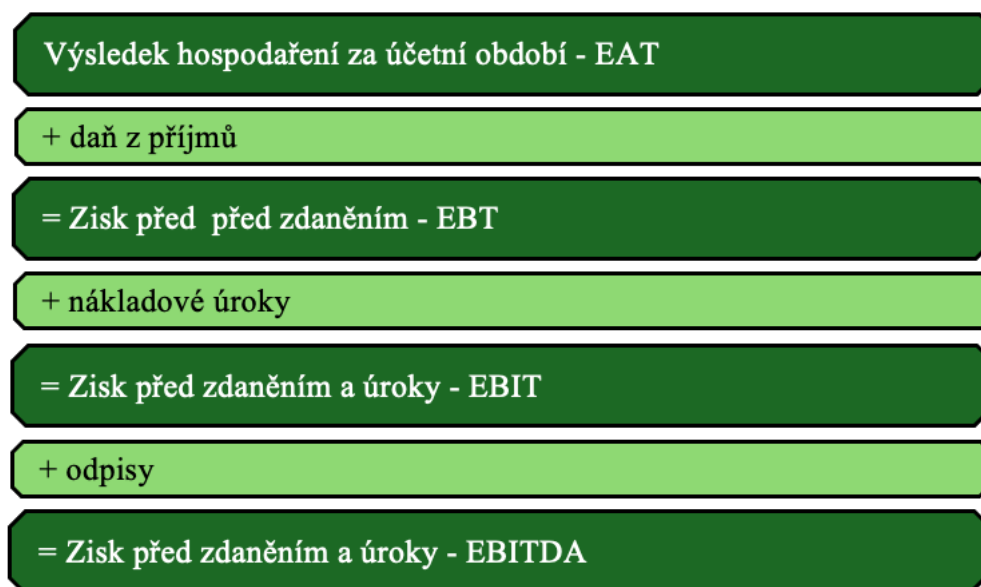 Výsledek hospodaření za účetní období - EAT
+ daň z příjmů
= Zisk před  před zdaněním - EBT
+ nákladové úroky
= Zisk před zdaněním a úroky - EBIT
+ odpisy
= Zisk před zdaněním a úroky - EBITDA